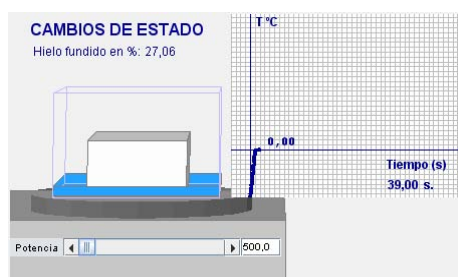 CAMBIOS DE ESTADO
Hielo fundido en %: 27,06
T ºC
0,00
Tiempo (s)
39,00 s.
Potencia
500,0